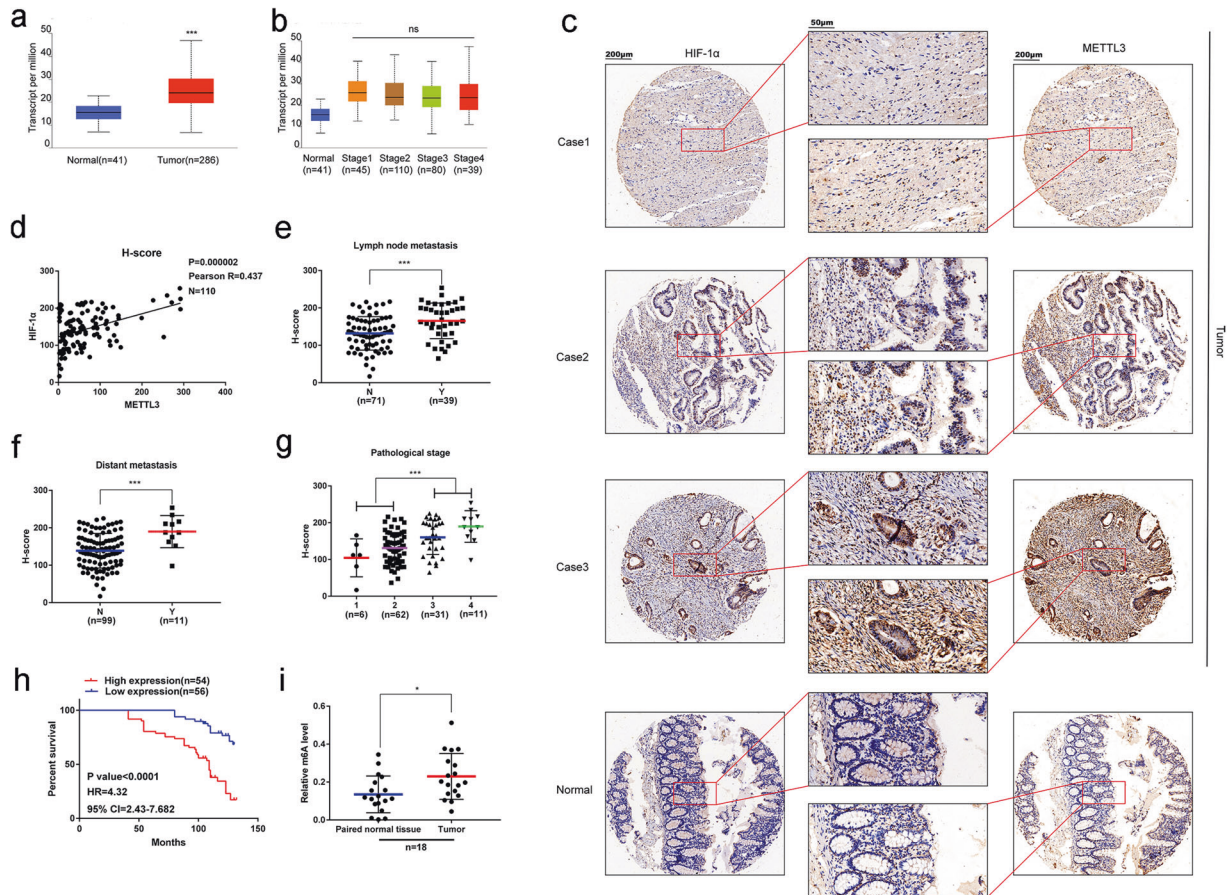 a
***
Transcript per million
50
40
30
20
10
0
Normal(n=41)
Tumor(n=286)
b
ns
Transcript per million
50
40
30
20
10
0
Normal
(n=41)
Stage1
(n=45)
Stage2
(n=110)
Stage3
(n=80)
Stage4
(n=39)
c
50μm
200μm
HIF-1α
200μm
METTL3
Case1
Case2
Case3
Normal
Tumor
d
H-score
P=0.000002
Pearson R=0.437
N=110
HIF-1α
300
200
100
0
0
100
200
300
400
METTL3
e
Lymph node metastasis
***
H-score
300
200
100
0
N
(n=71)
Y
(n=39)
f
Distant metastasis
***
H-score
300
200
100
0
N
(n=99)
Y
(n=11)
g
Pathological stage
***
H-score
300
200
100
0
1
(n=6)
2
(n=62)
3
(n=31)
4
(n=11)
h
High expression(n=54)
Low expression(n=56)
Percent survival
100
50
0
P value<0.0001
HR=4.32
95% CI=2.43-7.682
0
50
100
150
Months
i
*
Relative m6A level
0.6
0.4
0.2
0.0
Paired normal tissue
Tumor
n=18